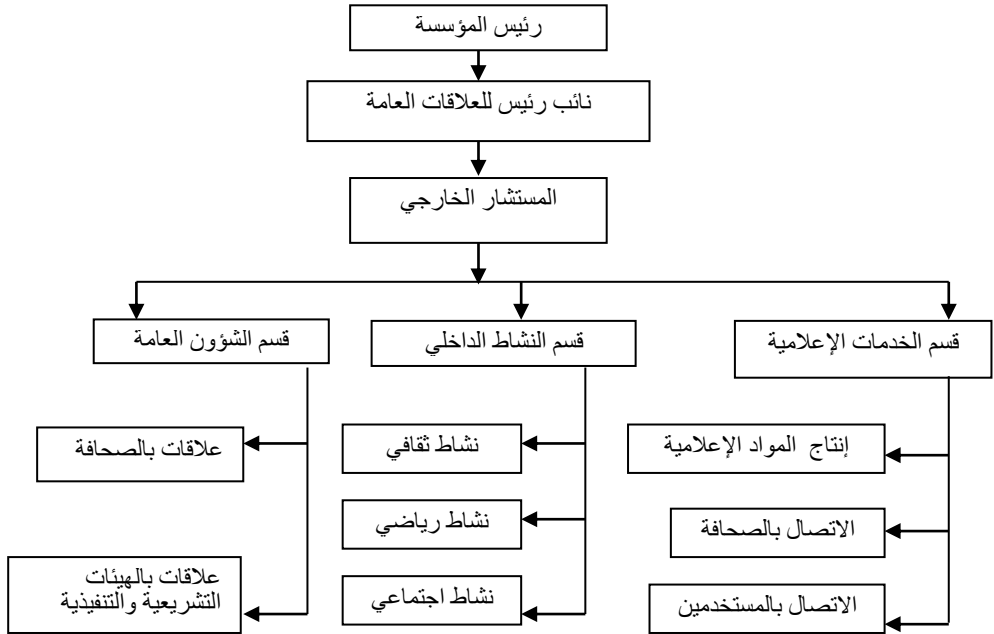 رئيس المؤسسة
نائب رئيس للعلاقات العامة
المستشار الخارجي
قسم الخدمات الإعلامية
قسم النشاط الداخلي
قسم الشؤون العامة
إنتاج المواد الإعلامية
الاتصال بالصحافة
الاتصال بالمستخدمين
نشاط ثقافي
نشاط رياضي
نشاط اجتماعي
علاقات بالصحافة
علاقات بالهيئات
التشريعية والتنفيذية